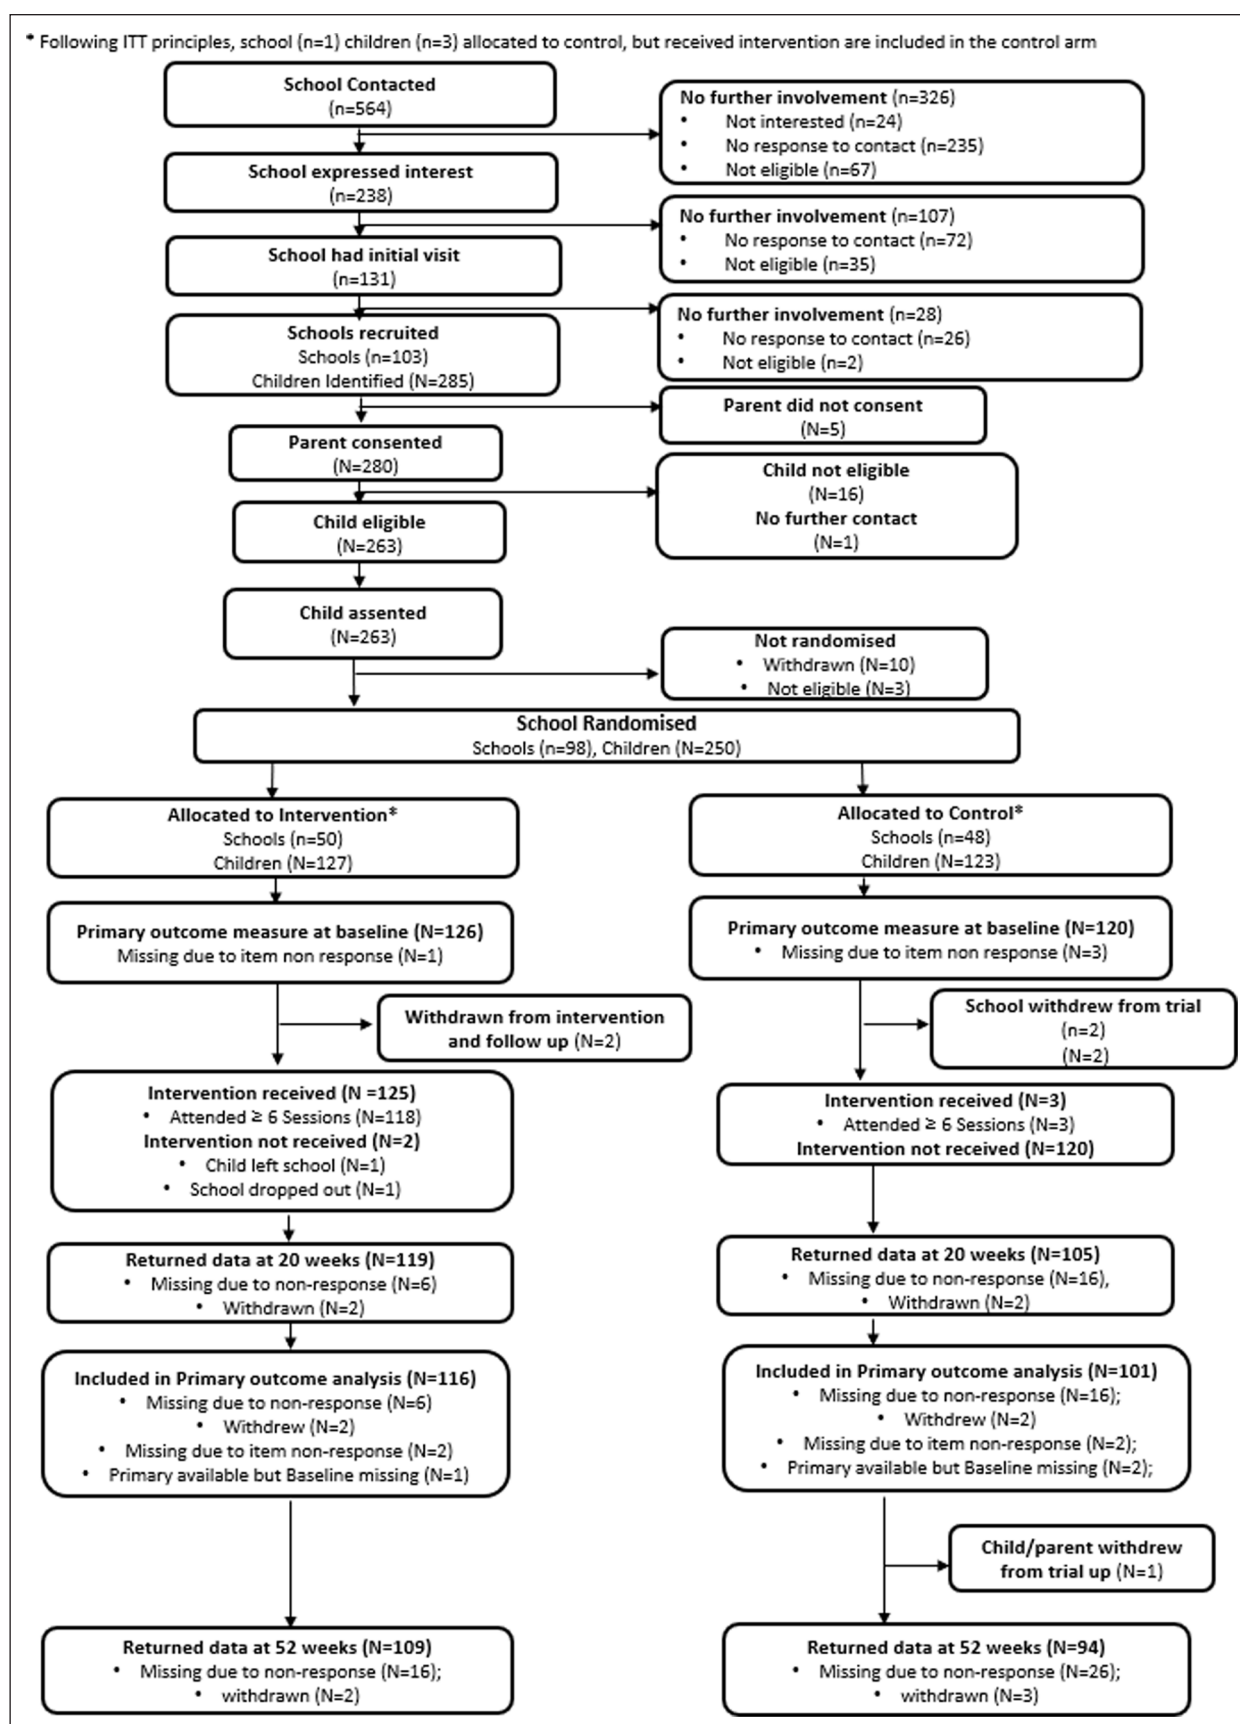 * Following ITT principles, school (n=1) children (n=3) allocated to control, but received intervention are included in the control arm
School Contacted
(n=564)
No further involvement (n=326)
• Not interested (n=24)
• No response to contact (n=235)
• Not eligible (n=67)
School expressed interest
(n=238)
No further involvement (n=107)
• No response to contact (n=72)
• Not eligible (n=35)
School had initial visit
(n=131)
No further involvement (n=28)
• No response to contact (n=26)
• Not eligible (n=2)
Schools recruited
Schools (n=103)
Children Identified (N=285)
Parent did not consent
(N=5)
Parent consented
(N=280)
Child not eligible
(N=16)
No further contact
(N=1)
Child eligible
(N=263)
Child assented
(N=263)
Not randomised
• Withdrawn (N=10)
• Not eligible (N=3)
School Randomised
Schools (n=98), Children (N=250)
Allocated to Intervention*
Schools (n=50)
Children (N=127)
Allocated to Control*
Schools (n=48)
Children (N=123)
Primary outcome measure at baseline (N=126)
Missing due to item non response (N=1)
Primary outcome measure at baseline (N=120)
• Missing due to item non response (N=3)
Withdrawn from intervention
and follow up (N=2)
School withdrew from trial
(n=2)
(N=2)
Intervention received (N =125)
• Attended ≥ 6 Sessions (N=118)
Intervention not received (N=2)
• Child left school (N=1)
• School dropped out (N=1)
Intervention received (N=3)
• Attended ≥ 6 Sessions (N=3)
Intervention not received (N=120)
Returned data at 20 weeks (N=119)
• Missing due to non-response (N=6)
• Withdrawn (N=2)
Returned data at 20 weeks (N=105)
• Missing due to non-response (N=16),
• Withdrawn (N=2)
Included in Primary outcome analysis (N=116)
• Missing due to non-response (N=6)
• Withdrew (N=2)
• Missing due to item non-response (N=2)
• Primary available but Baseline missing (N=1)
Included in Primary outcome analysis (N=101)
• Missing due to non-response (N=16);
• Withdrew (N=2)
• Missing due to item non-response (N=2);
• Primary available but Baseline missing (N=2);
Child/parent withdrew
from trial up (N=1)
Returned data at 52 weeks (N=109)
• Missing due to non-response (N=16);
• withdrawn (N=2)
Returned data at 52 weeks (N=94)
• Missing due to non-response (N=26);
• withdrawn (N=3)